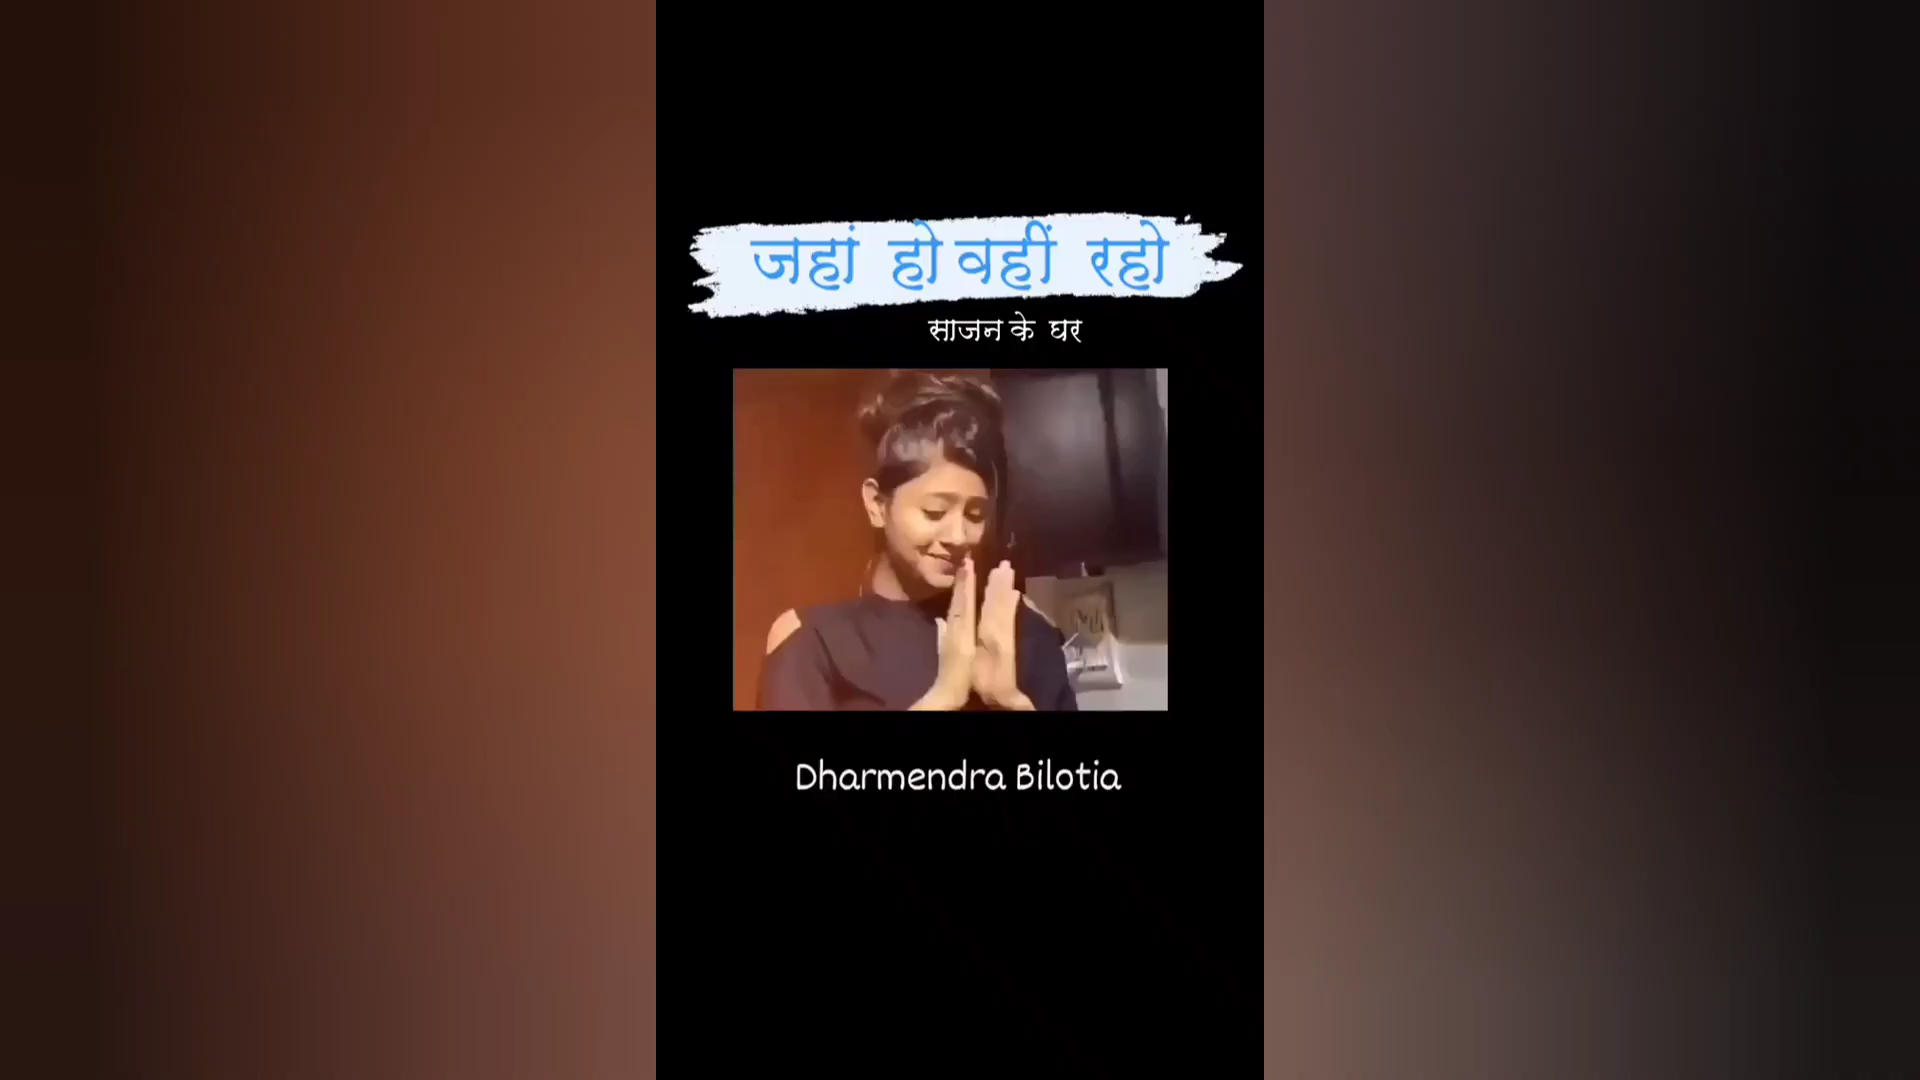 जहां हो वहीं रहो
साजन के घर
Dharmendra Bilotia